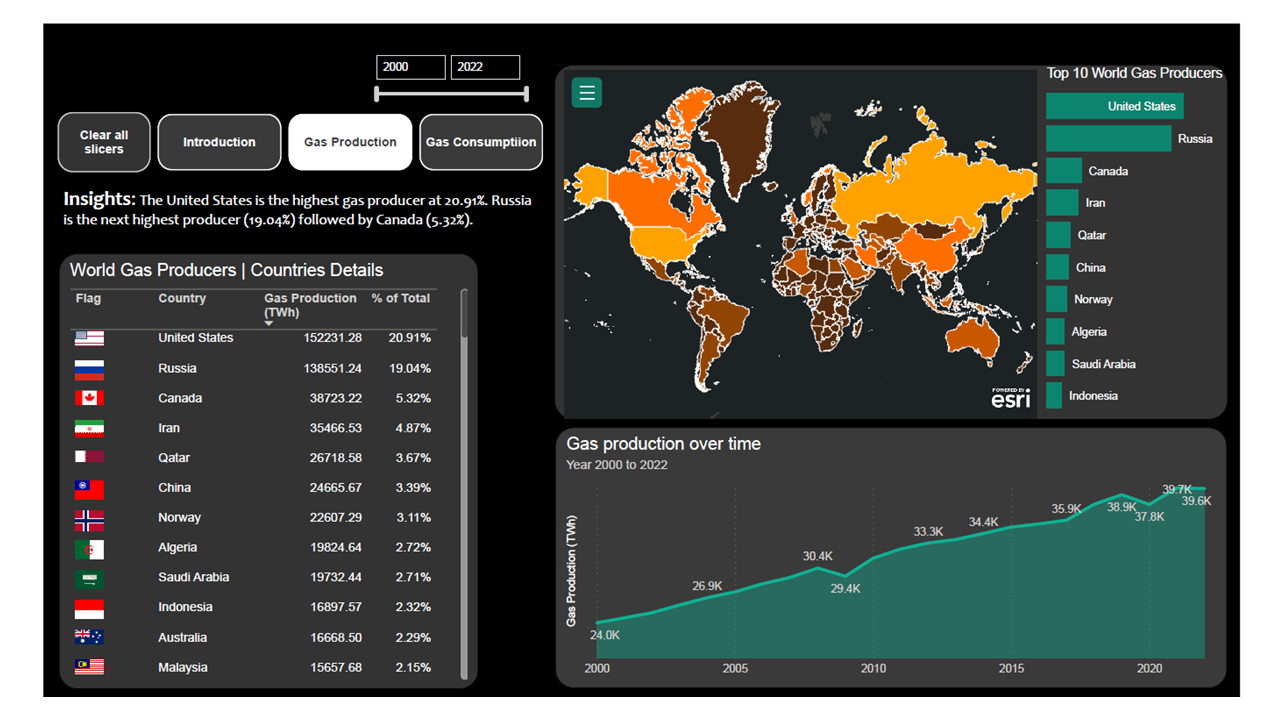 2000 2022
Clear all
slicers
Introduction
Gas Production
Gas Consumptiion
Insights: The United States is the highest gas producer at 20.91%. Russia
is the next highest producer (19.04%) followed by Canada (5.32%).
World Gas Producers | Countries Details
Flag Country Gas Production % of Total
(TWh)
United States 152231.28 20.91%
Russia 138551.24 19.04%
Canada 38723.22 5.32%
Iran 35466.53 4.87%
Qatar 26718.58 3.67%
China 24665.67 3.39%
Norway 22607.29 3.11%
Algeria 19824.64 2.72%
Saudi Arabia 19732.44 2.71%
Indonesia 16897.57 2.32%
Australia 16668.50 2.29%
Malaysia 15657.68 2.15%
POWERED BY
esri
Top 10 World Gas Producers
United States
Russia
Canada
Iran
Qatar
China
Norway
Algeria
Saudi Arabia
Indonesia
Gas production over time
Year 2000 to 2022
Gas Production (TWh)
24.0K
26.9K
30.4K
29.4K
33.3K
34.4K
35.9K
38.9K
37.8K
39.7K
39.6K
2000 2005 2010 2015 2020